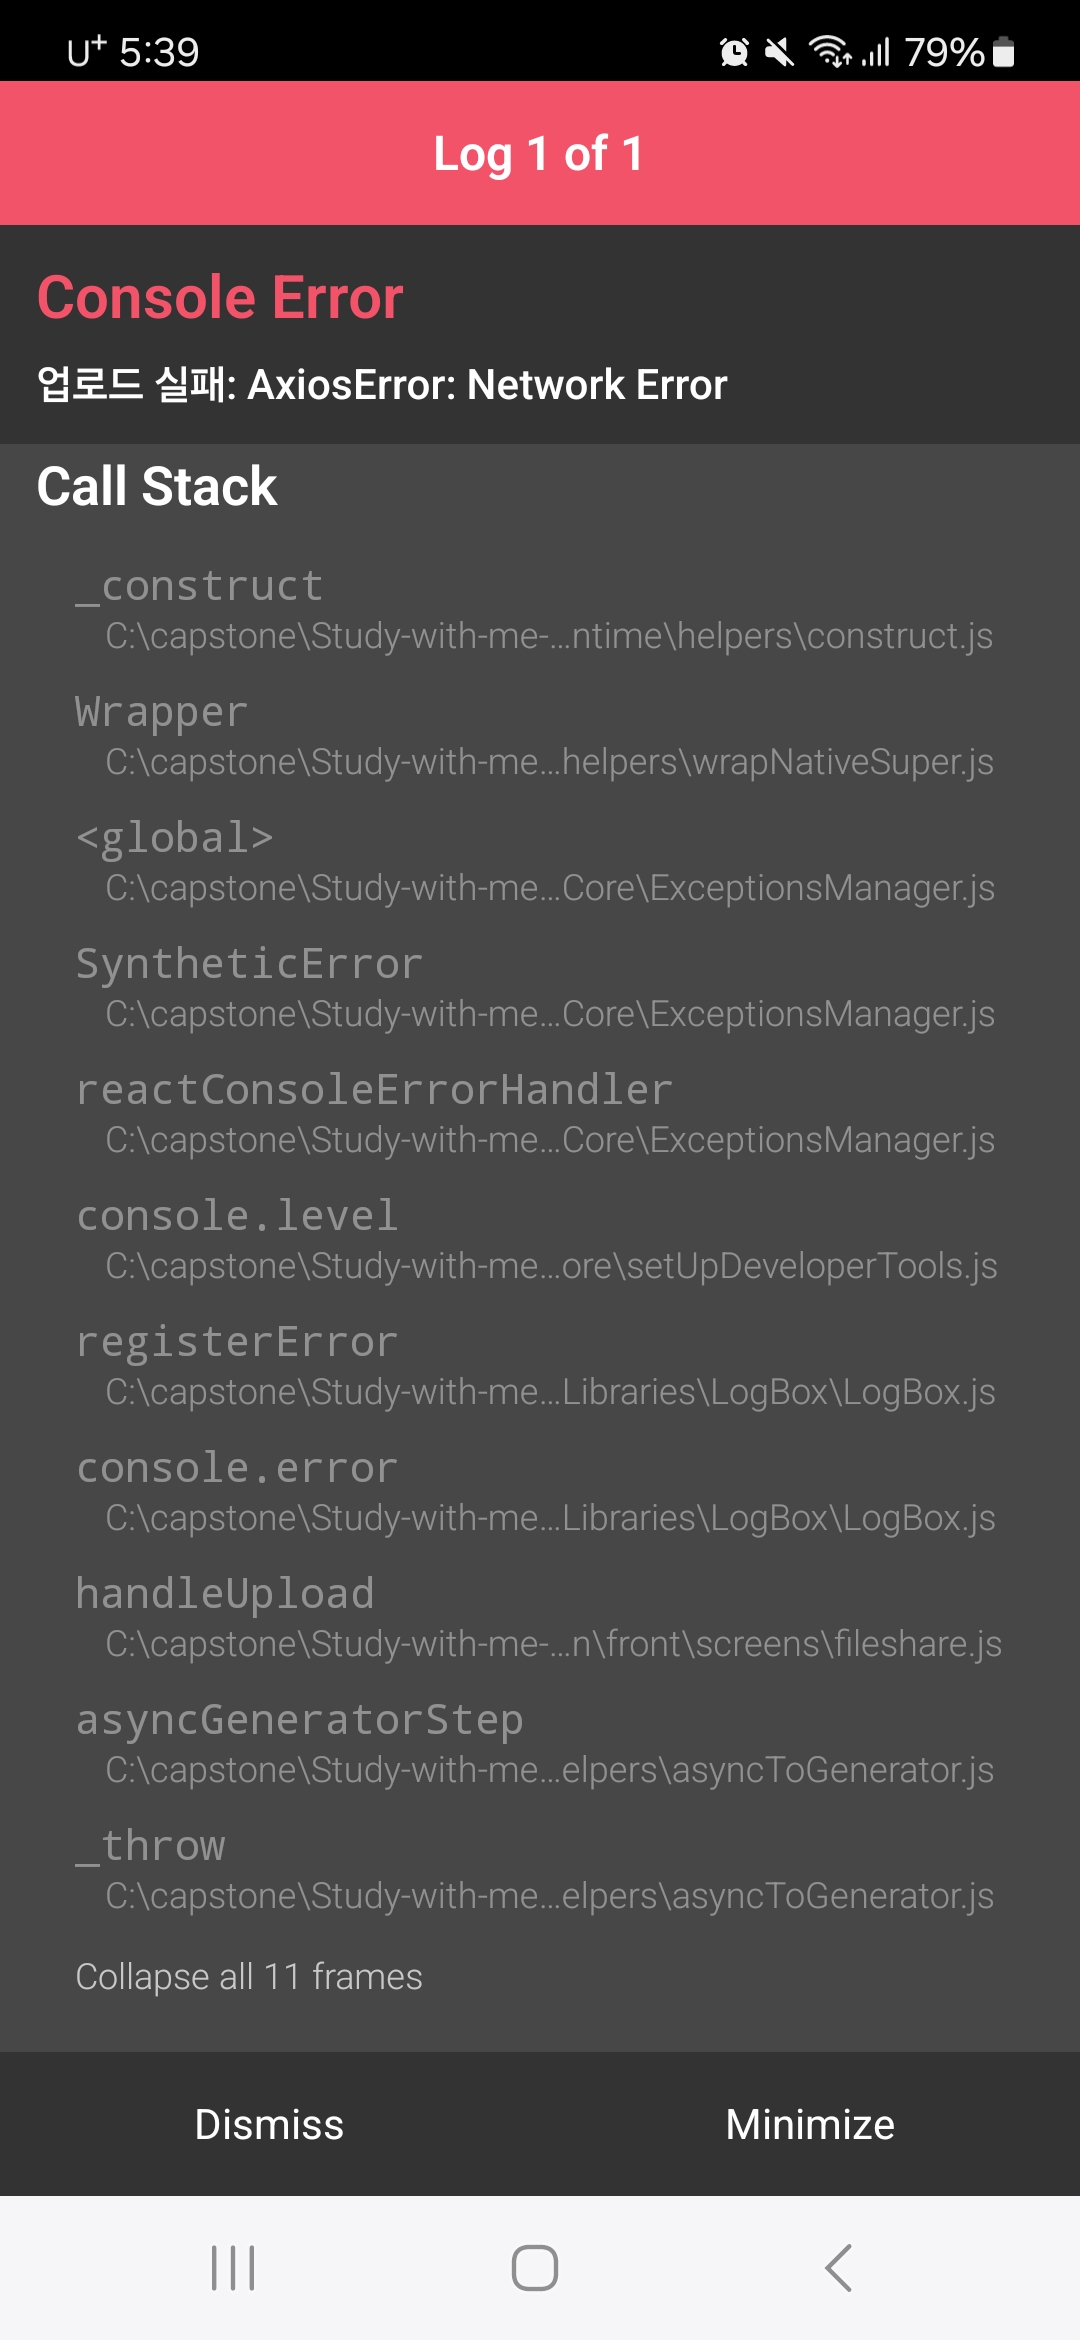 U⁺ 5:39 79%
Log 1 of 1
Console Error
업로드 실패: AxiosError: Network Error
Call Stack
_construct
C:\capstone\Study-with-me-...ntime\helpers\construct.js
Wrapper
C:\capstone\Study-with-me...helpers\wrapNativeSuper.js
<global>
C:\capstone\Study-with-me...Core\ExceptionsManager.js
SyntheticError
C:\capstone\Study-with-me...Core\ExceptionsManager.js
reactConsoleErrorHandler
C:\capstone\Study-with-me...Core\ExceptionsManager.js
console.level
C:\capstone\Study-with-me...ore\setUpDeveloperTools.js
registerError
C:\capstone\Study-with-me...Libraries\LogBox\LogBox.js
console.error
C:\capstone\Study-with-me...Libraries\LogBox\LogBox.js
handleUpload
C:\capstone\Study-with-me-...n\front\screens\fileshare.js
asyncGeneratorStep
C:\capstone\Study-with-me...elpers\asyncToGenerator.js
_throw
C:\capstone\Study-with-me...elpers\asyncToGenerator.js
Collapse all 11 frames
Dismiss Minimize